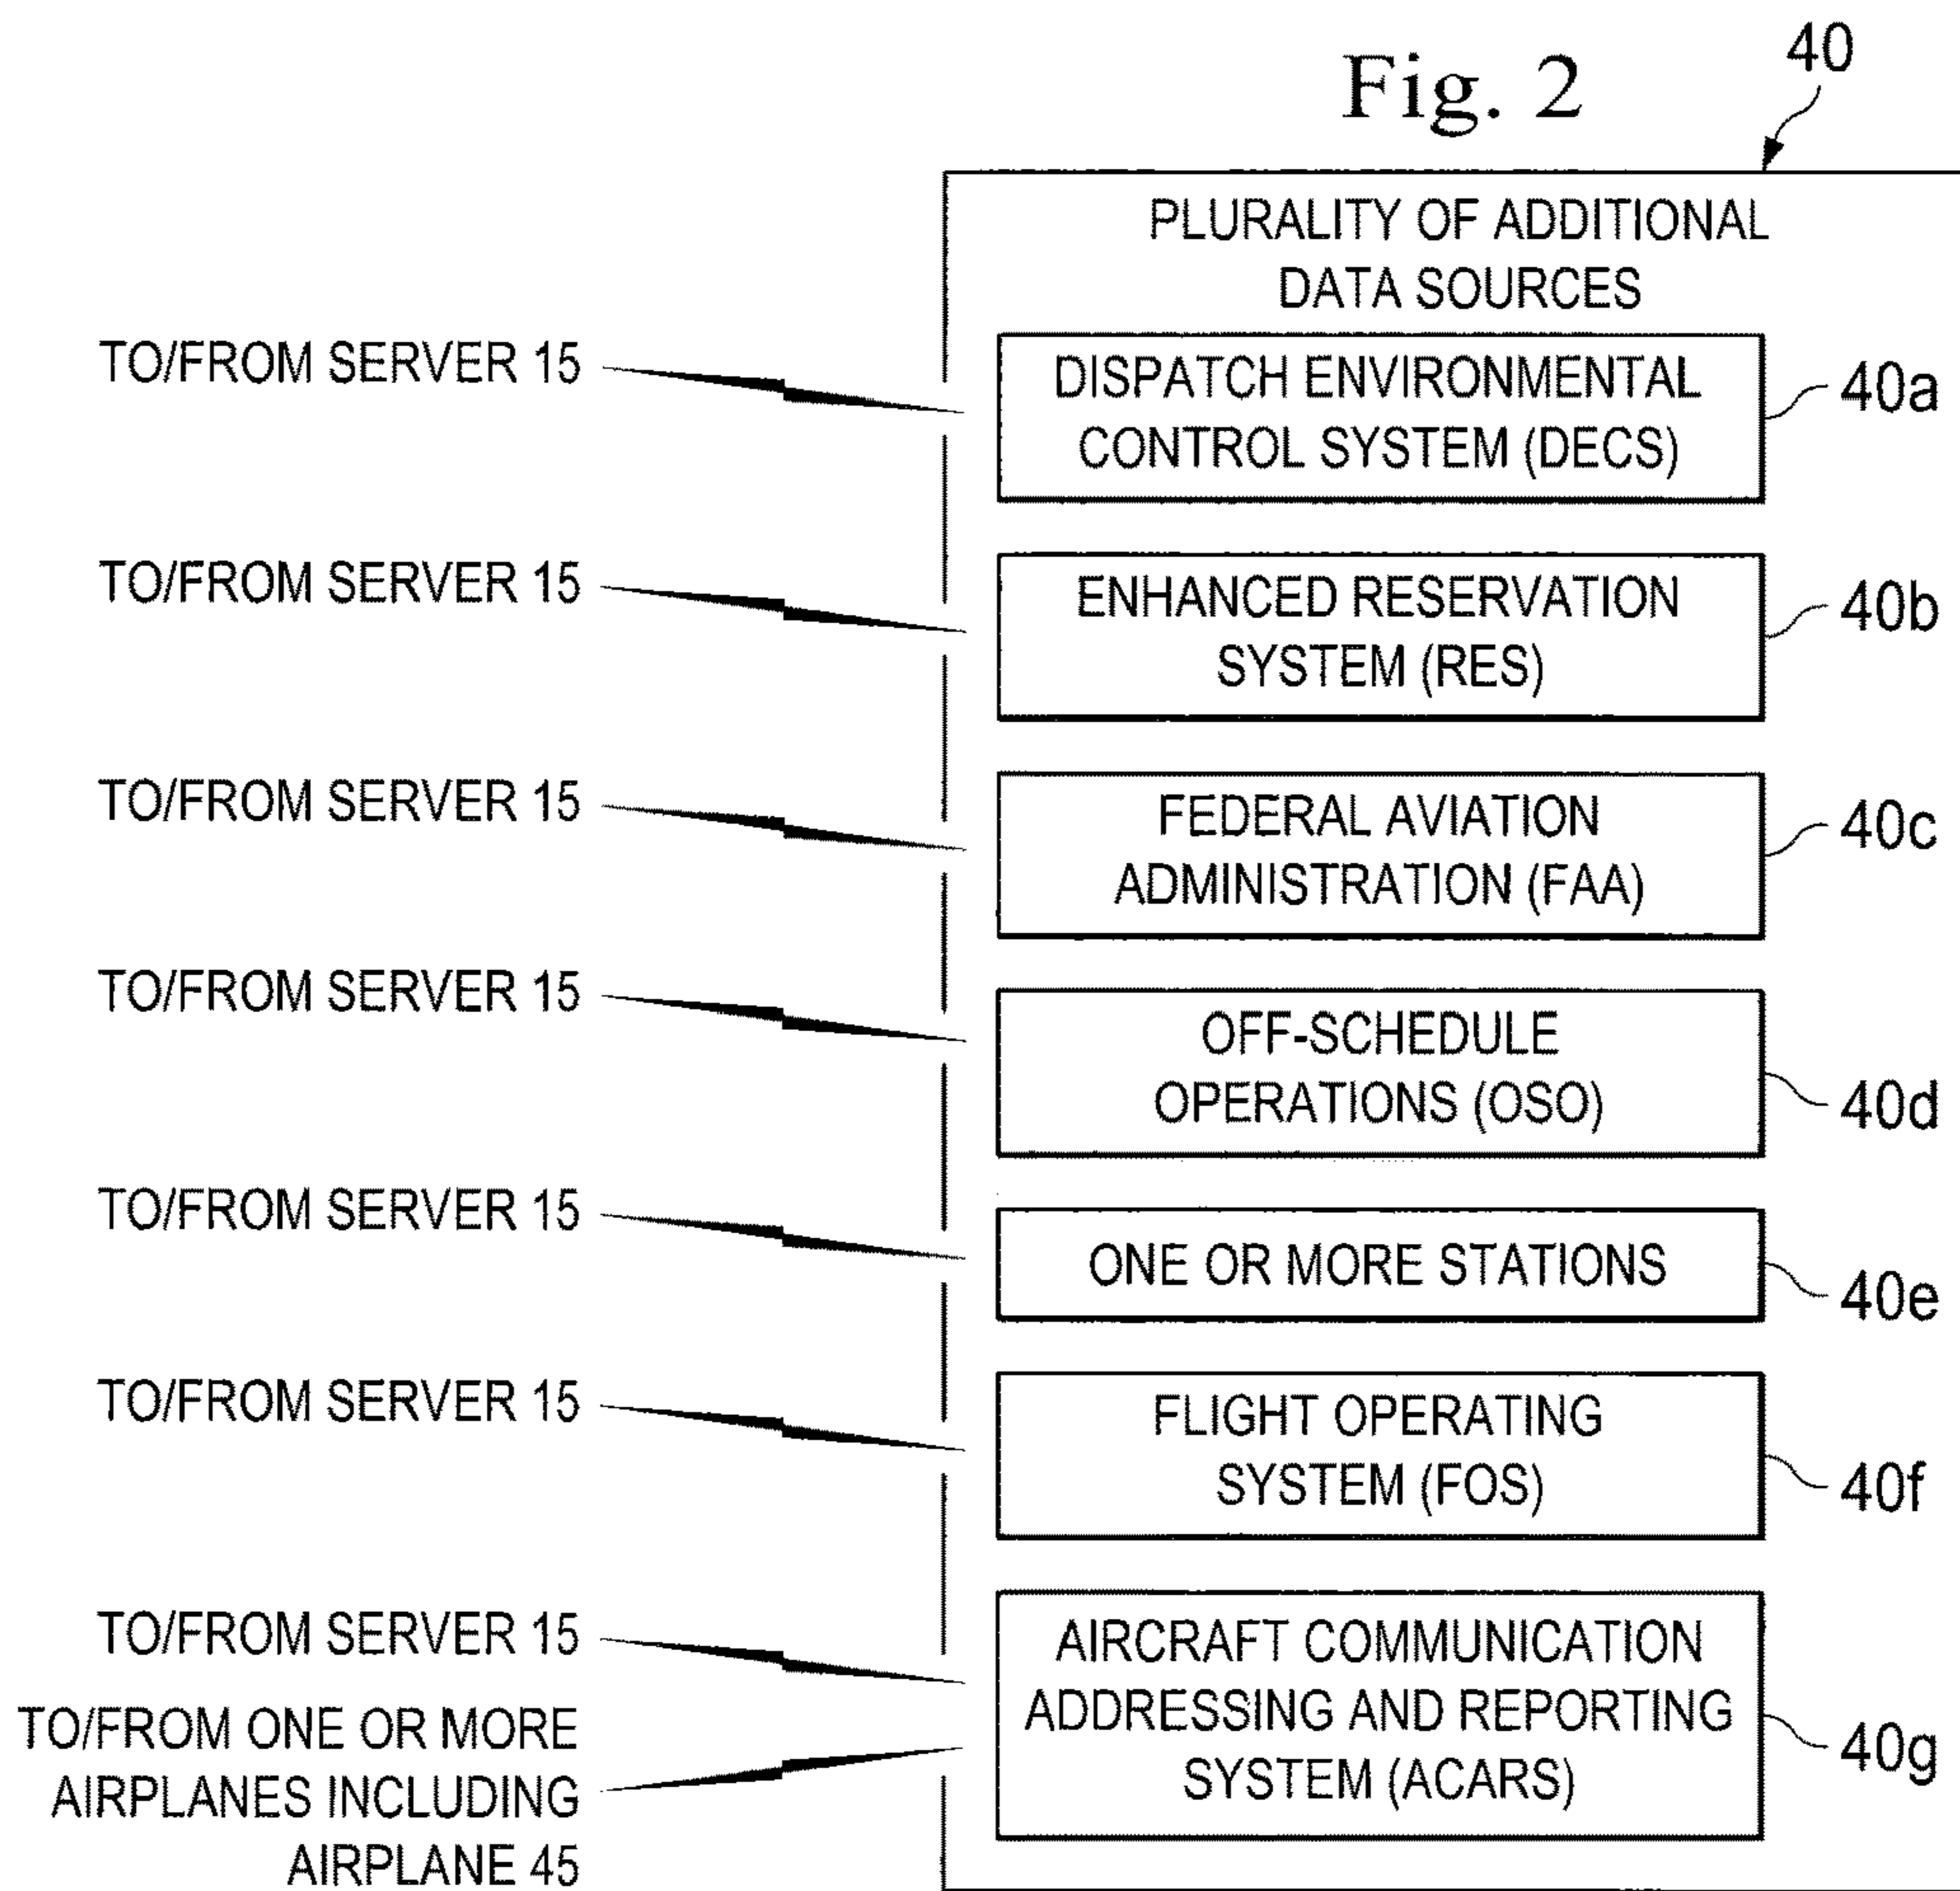 Fig. 2
40
PLURALITY OF ADDITIONAL
DATA SOURCES
TO/FROM SERVER 15
DISPATCH ENVIRONMENTAL
CONTROL SYSTEM (DECS)
40a
TO/FROM SERVER 15
ENHANCED RESERVATION
SYSTEM (RES)
40b
TO/FROM SERVER 15
FEDERAL AVIATION
ADMINISTRATION (FAA)
40c
TO/FROM SERVER 15
OFF-SCHEDULE
OPERATIONS (OSO)
40d
TO/FROM SERVER 15
ONE OR MORE STATIONS
40e
TO/FROM SERVER 15
FLIGHT OPERATING
SYSTEM (FOS)
40f
TO/FROM SERVER 15
TO/FROM ONE OR MORE
AIRPLANES INCLUDING
AIRPLANE 45
AIRCRAFT COMMUNICATION
ADDRESSING AND REPORTING
SYSTEM (ACARS)
40g